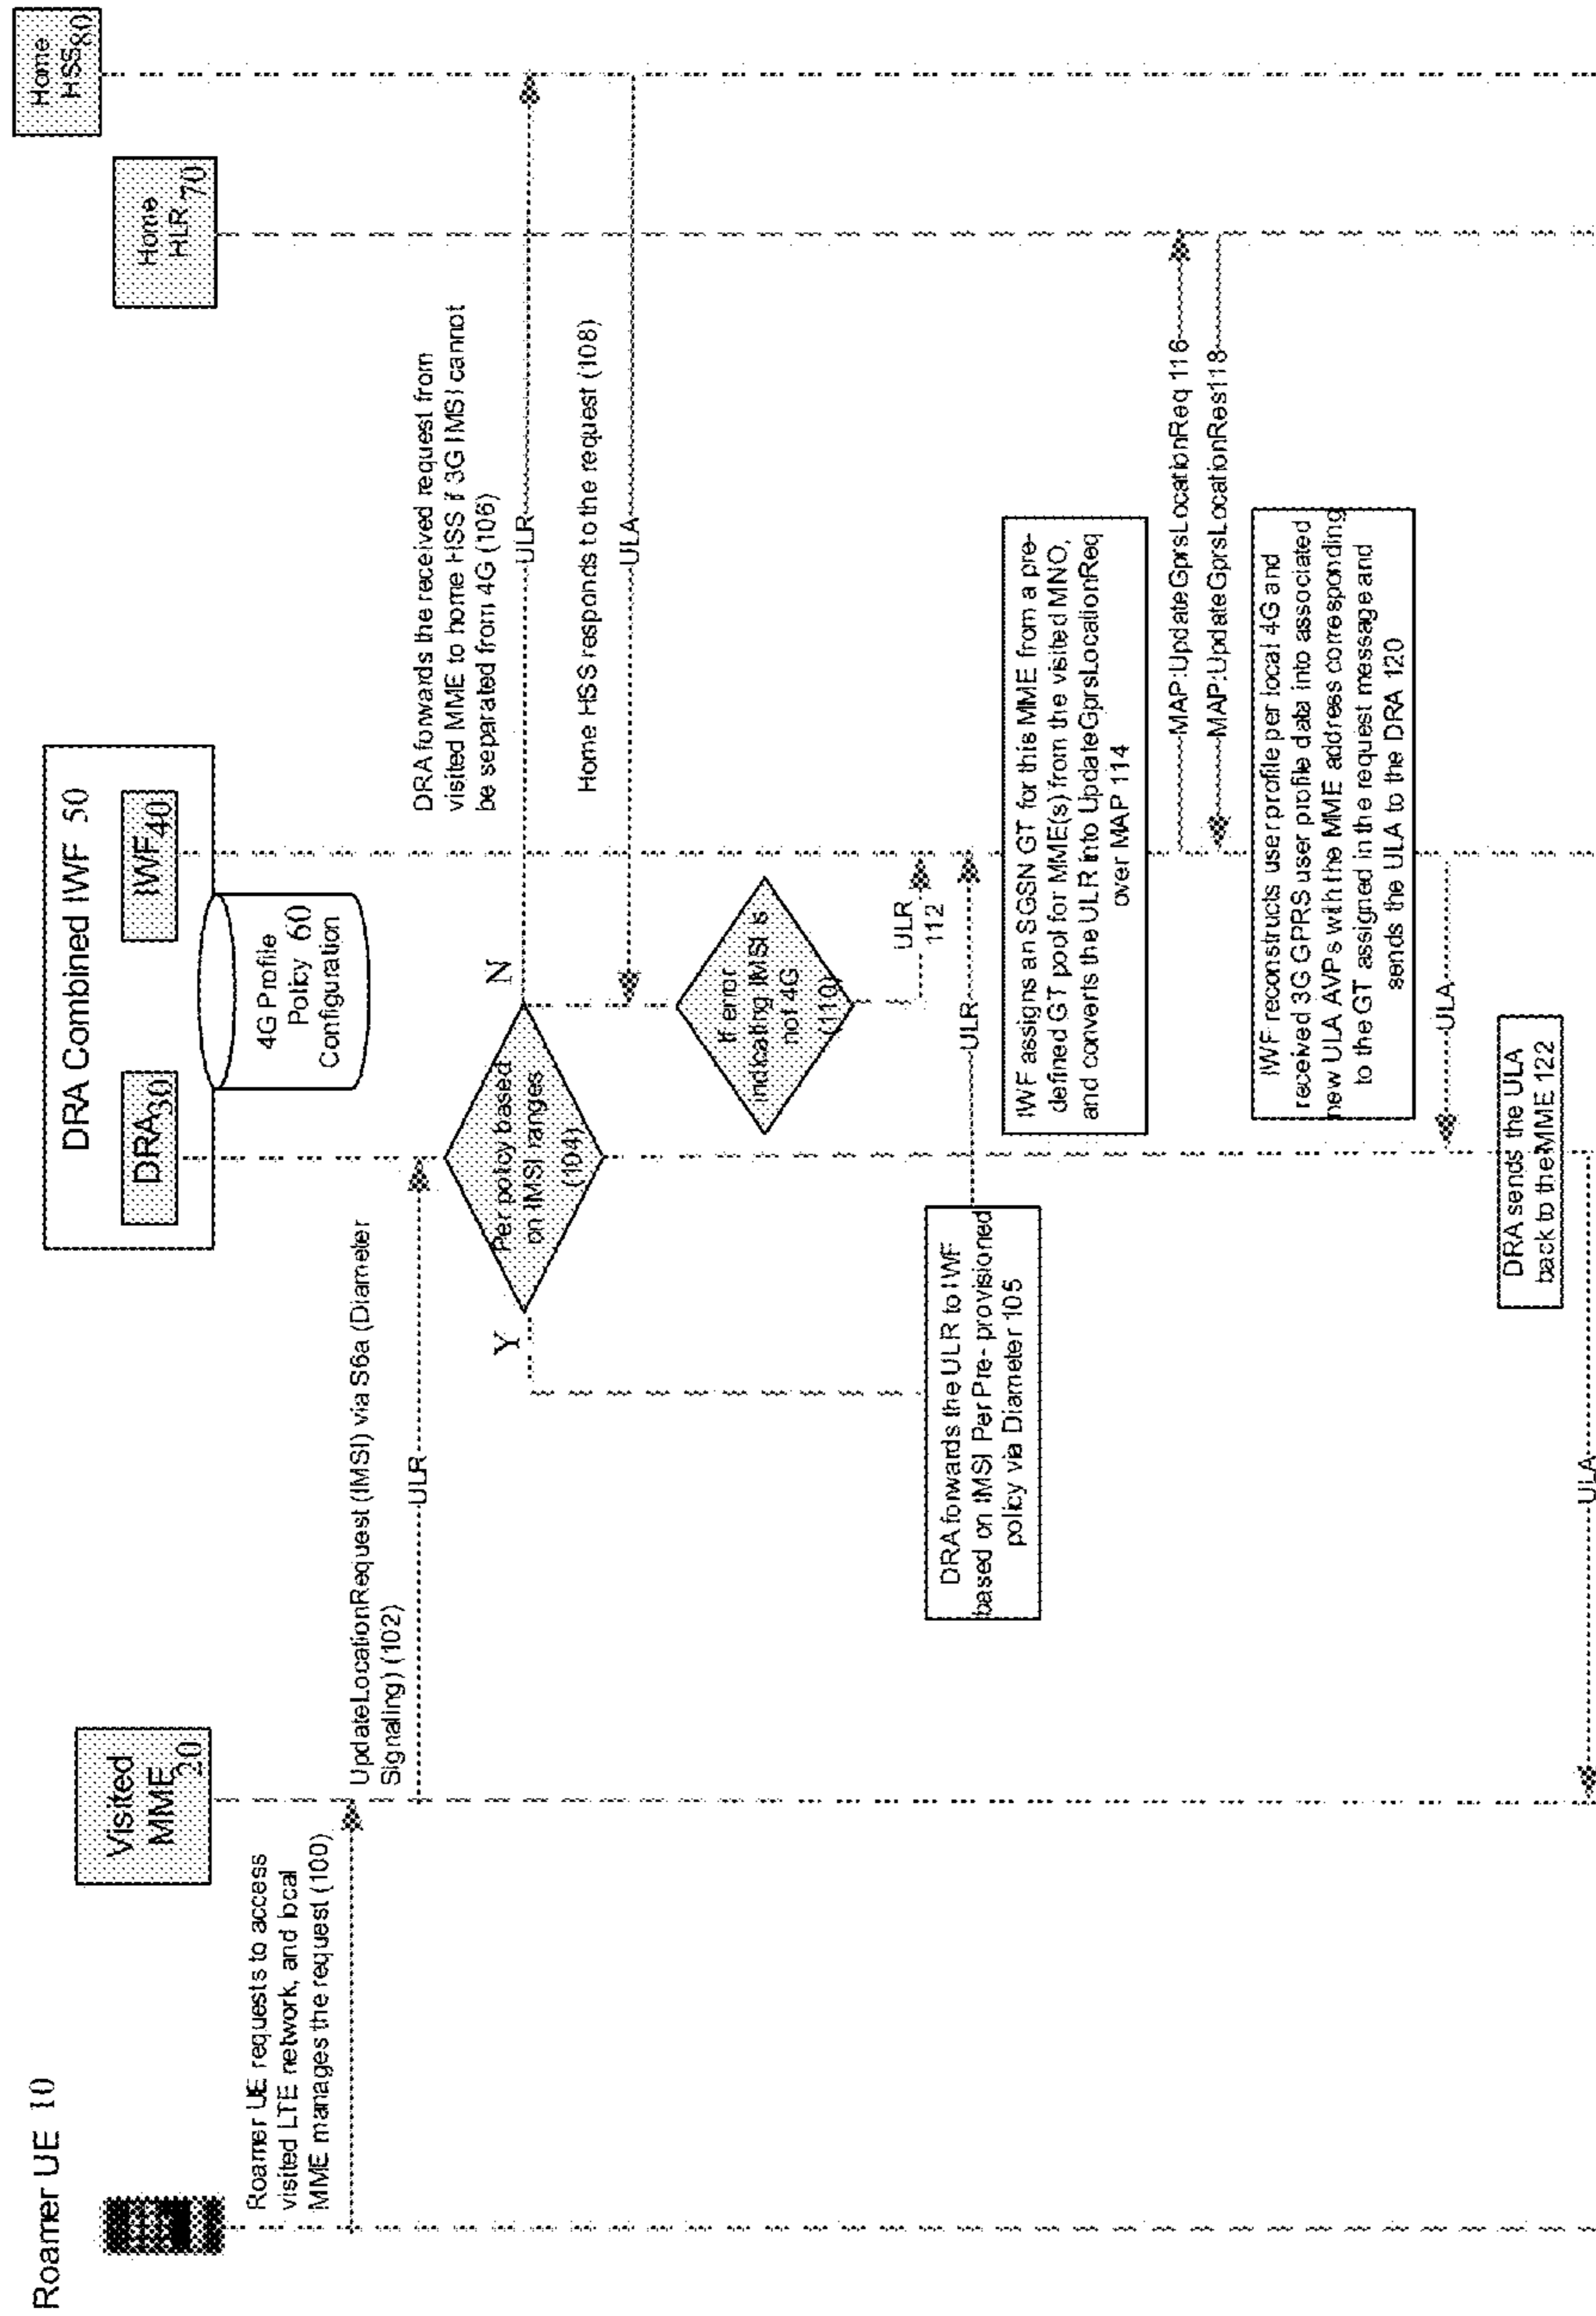 Roamer UE 10
Visited
MME 20
DRA Combined IWF 50
DRA 30
IWF 40
4G Profile
Policy 60
Configuration
Home
HLR 70
Home
HSS 80
Roamer UE requests to access
visited LTE network, and local
MME manages the request (100)
UpdateLocationRequest (IMSI) via S6a (Diameter
Signaling) (102)
ULR
Per policy based
on IMSI ranges
(104)
Y
N
DRA forwards the received request from
visited MME to home HSS if 3G IMSI cannot
be separated from 4G (106)
ULR
Home HSS responds to the request (108)
ULA
If error
indicating IMSI is
not 4G
(110)
ULR
112
DRA forwards the ULR to IWF
based on IMSI Per Pre- provisioned
policy via Diameter 105
ULR
IWF assigns an SGSN GT for this MME from a pre-
defined GT pool for MME(s) from the visited MNO,
and converts the ULR into UpdateGprsLocationReq
over MAP 114
MAP:UpdateGprsLocationReq 116
MAP:UpdateGprsLocationRes118
IWF reconstructs user profile per local 4G and
received 3G GPRS user profile data into associated
new ULA AVPs with the MME address corresponding
to the GT assigned in the request message and
sends the ULA to the DRA 120
ULA
DRA sends the ULA
back to the MME 122
ULA